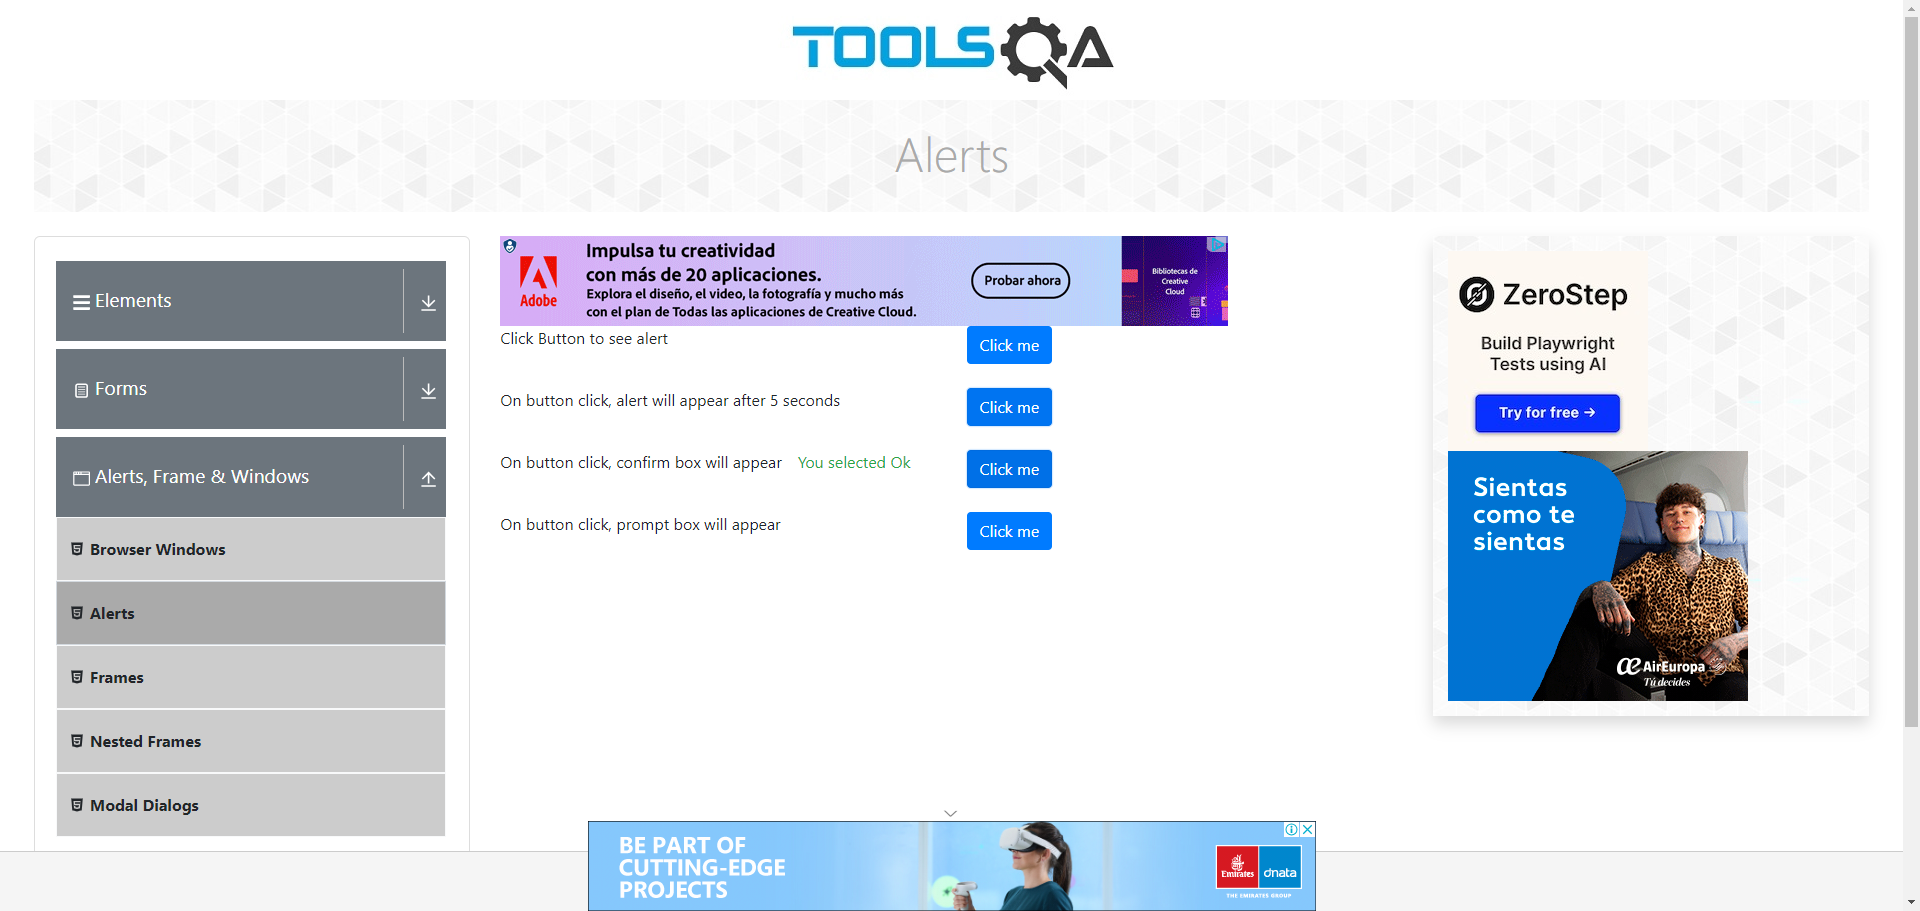 TOOLSQA
Alerts
Elements
Forms
Alerts, Frame & Windows
Browser Windows
Alerts
Frames
Nested Frames
Modal Dialogs
Adobe
Impulsa tu creatividad
con más de 20 aplicaciones.
Explora el diseño, el video, la fotografía y mucho más
con el plan de Todas las aplicaciones de Creative Cloud.
Probar ahora
Bibliotecas de
Creative
Cloud
Click Button to see alert
Click me
On button click, alert will appear after 5 seconds
Click me
On button click, confirm box will appear You selected Ok
Click me
On button click, prompt box will appear
Click me
ZeroStep
Build Playwright
Tests using AI
Try for free →
Sientas
como te
sientas
AirEuropa
Tú decides
BE PART OF
CUTTING-EDGE
PROJECTS
Emirates
dnata
THE EMIRATES GROUP